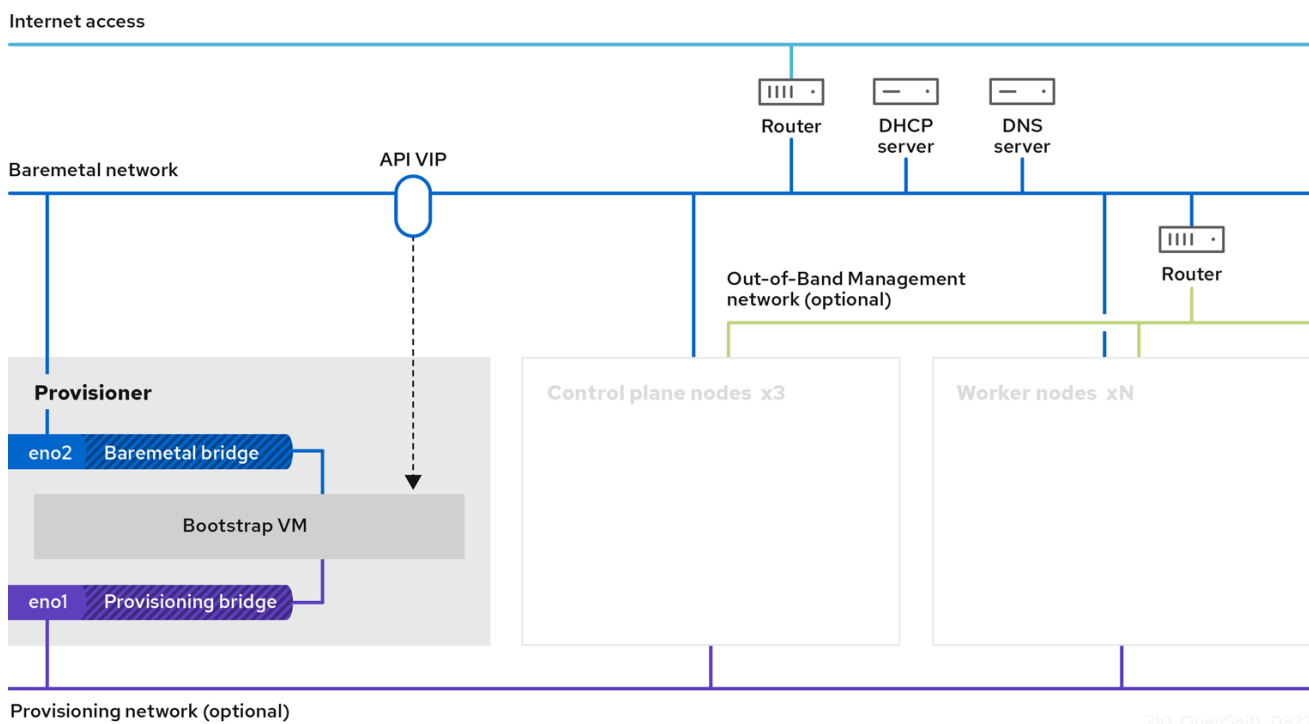 Internet access
Router
DHCP
server
DNS
server
API VIP
Baremetal network
Router
Out-of-Band Management
network (optional)
Provisioner
Control plane nodes x3
Worker nodes xN
eno2
Baremetal bridge
Bootstrap VM
eno1
Provisioning bridge
Provisioning network (optional)